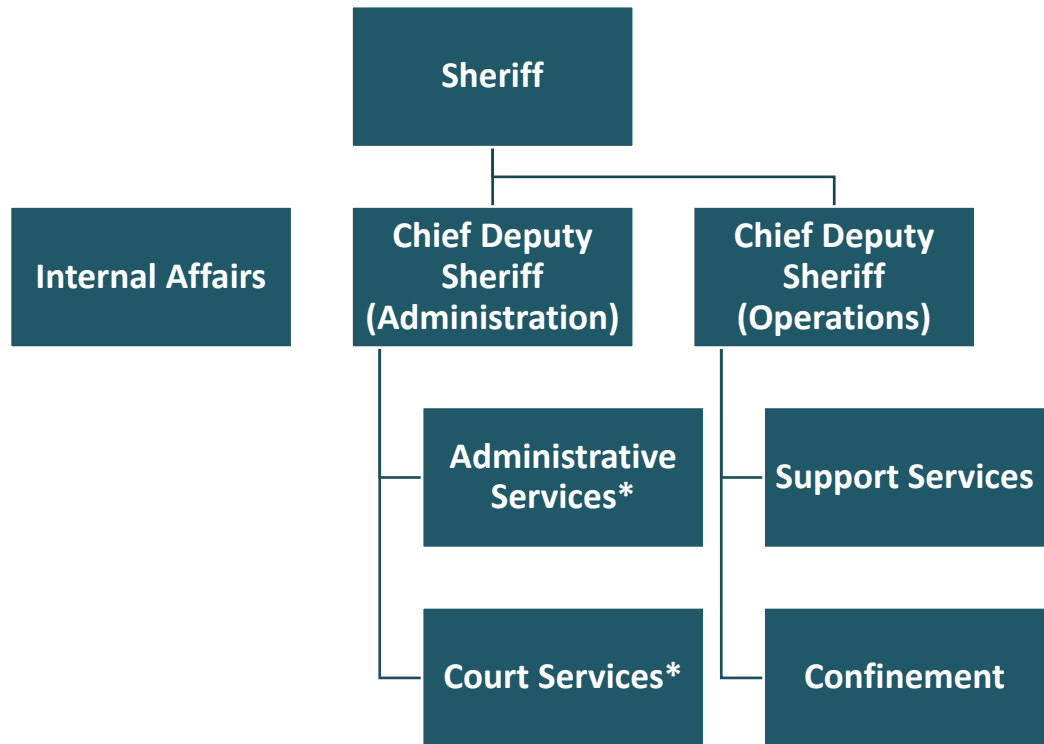 Sheriff
Internal Affairs
Chief Deputy
Sheriff
(Administration)
Chief Deputy
Sheriff
(Operations)
Administrative
Services*
Support Services
Court Services*
Confinement